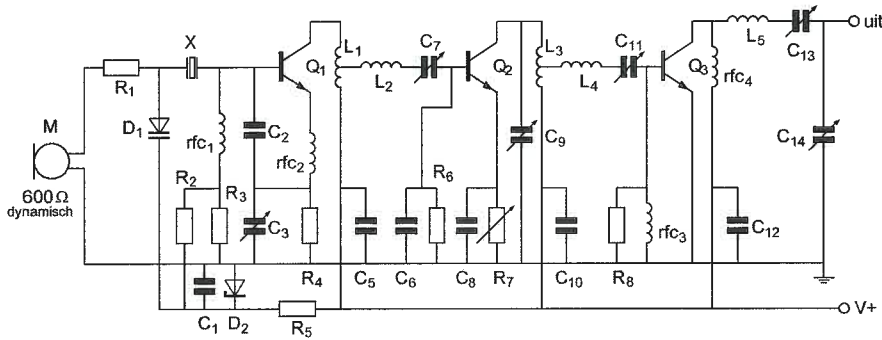 X
R1
D1
M
600Ω
dynamisch
rfc1
C2
Q1
rfc2
L1
L2
C7
Q2
L3
C9
L4
C11
Q3
rfc4
L5
C13
uit
C14
R2
R3
C3
R4
C5
C6
R6
C8
R7
C10
R8
rfc3
C12
C1
D2
R5
V+